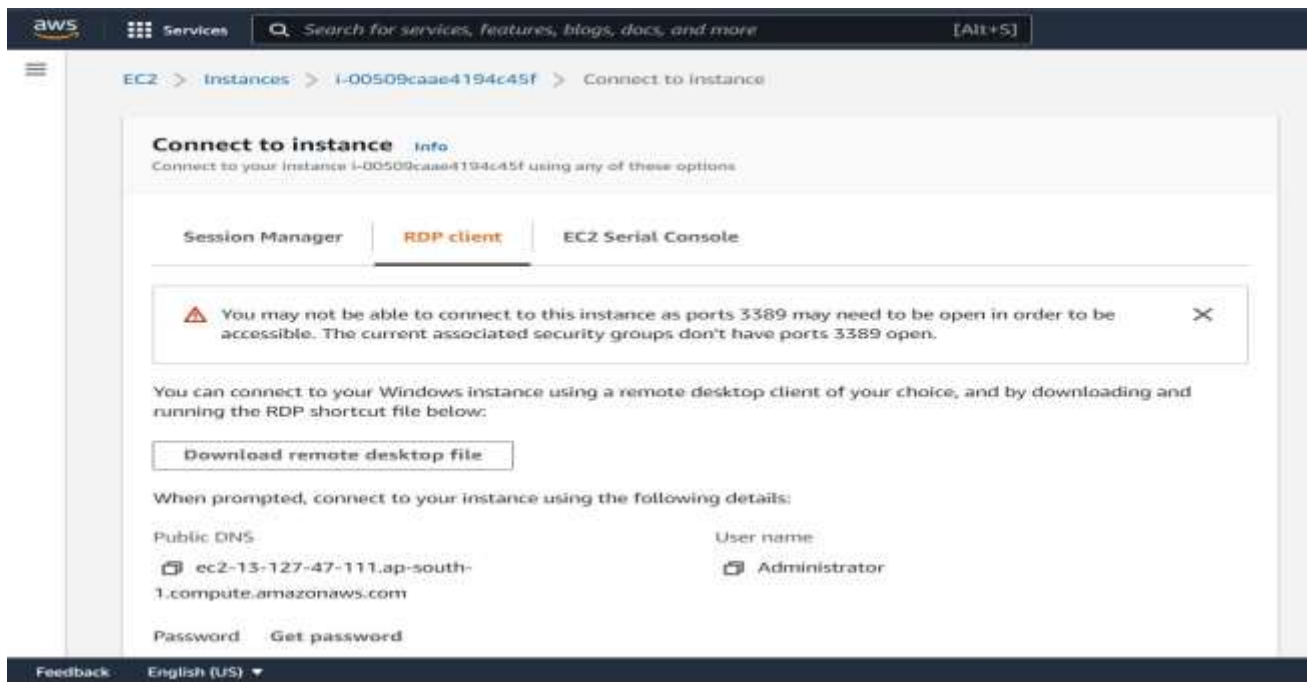 aws
Services
Search for services, features, blogs, docs, and more
[Alt+S]
EC2 > Instances > i-00509caae4194c45f > Connect to instance
Connect to instance Info
Connect to your instance i-00509caae4194c45f using any of these options
Session Manager
RDP client
EC2 Serial Console
You may not be able to connect to this instance as ports 3389 may need to be open in order to be
accessible. The current associated security groups don't have ports 3389 open.
You can connect to your Windows instance using a remote desktop client of your choice, and by downloading and
running the RDP shortcut file below:
Download remote desktop file
When prompted, connect to your instance using the following details:
Public DNS
User name
ec2-13-127-47-111.ap-south-
Administrator
1.compute.amazonaws.com
Password Get password
Feedback
English (US)